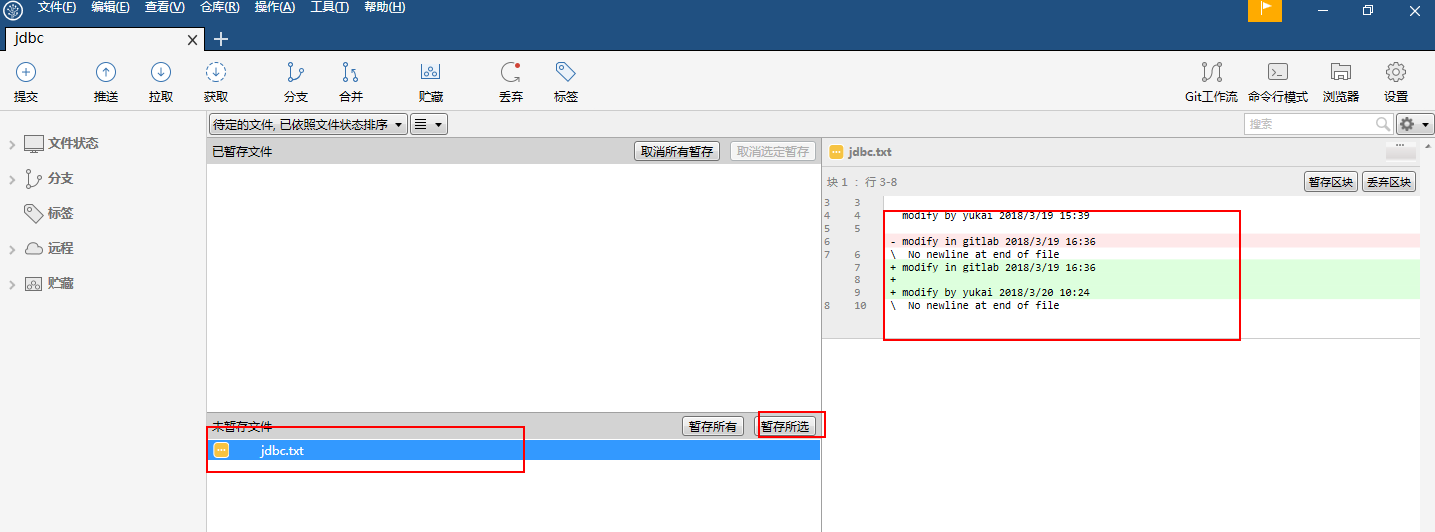 文件(F) 编辑(E) 查看(V) 仓库(R) 操作(A) 工具(T) 帮助(H)
jdbc
提交 推送 拉取 获取 分支 合并 贮藏 丢弃 标签 Git工作流 命令行模式 浏览器 设置
待定的文件, 已依照文件状态排序
搜索
文件状态
分支
标签
远程
贮藏
已暂存文件 取消所有暂存 取消选定暂存
未暂存文件 暂存所有 暂存所选
jdbc.txt
jdbc.txt
块 1 : 行 3-8 暂存区块 丢弃区块
3 3
4 4 modify by yukai 2018/3/19 15:39
5 5
6 - modify in gitlab 2018/3/19 16:36
7 6 \ No newline at end of file
7 + modify in gitlab 2018/3/19 16:36
8 +
9 + modify by yukai 2018/3/20 10:24
8 10 \ No newline at end of file